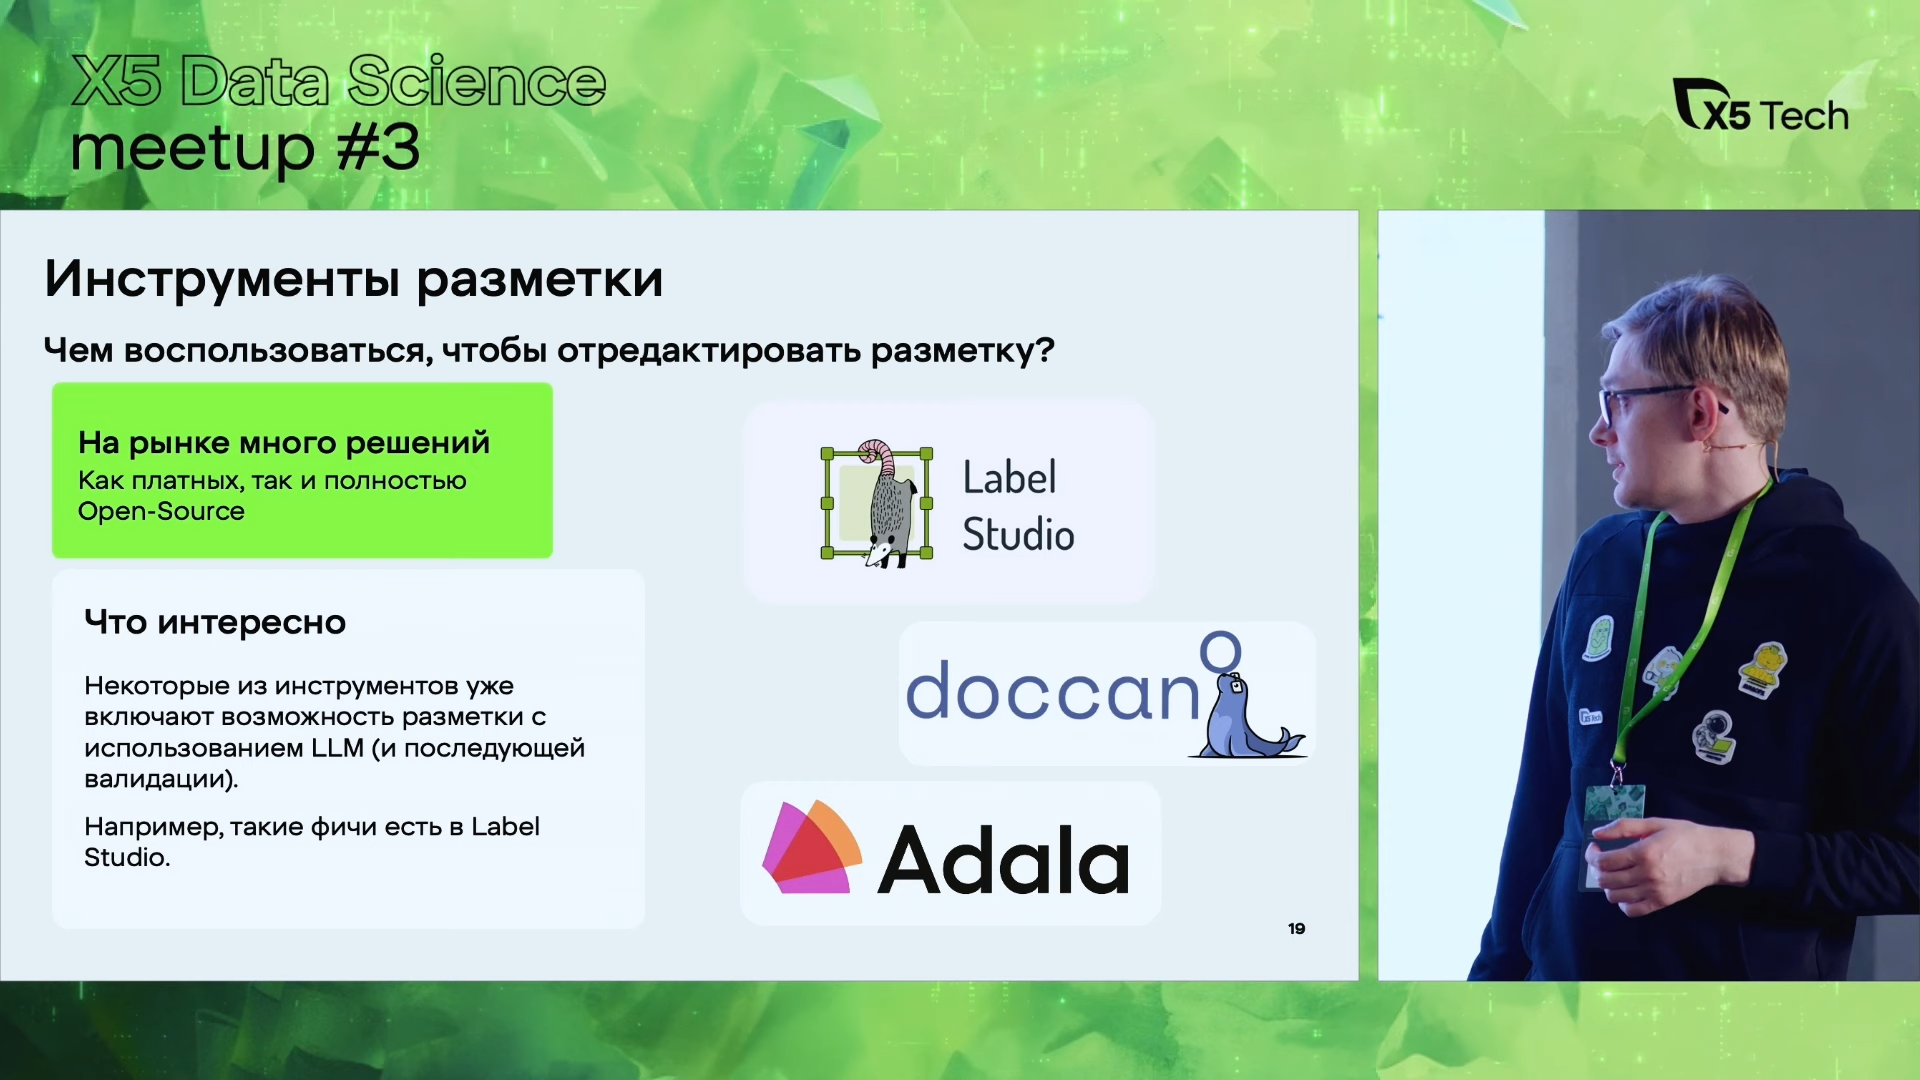 X5 Data Science
meetup #3
X5 Tech
Инструменты разметки
Чем воспользоваться, чтобы отредактировать разметку?
На рынке много решений
Как платных, так и полностью
Open-Source
Что интересно
Некоторые из инструментов уже
включают возможность разметки с
использованием LLM (и последующей
валидации).
Например, такие фичи есть в Label
Studio.
Label
Studio
doccano
Adala
19
X5 Tech